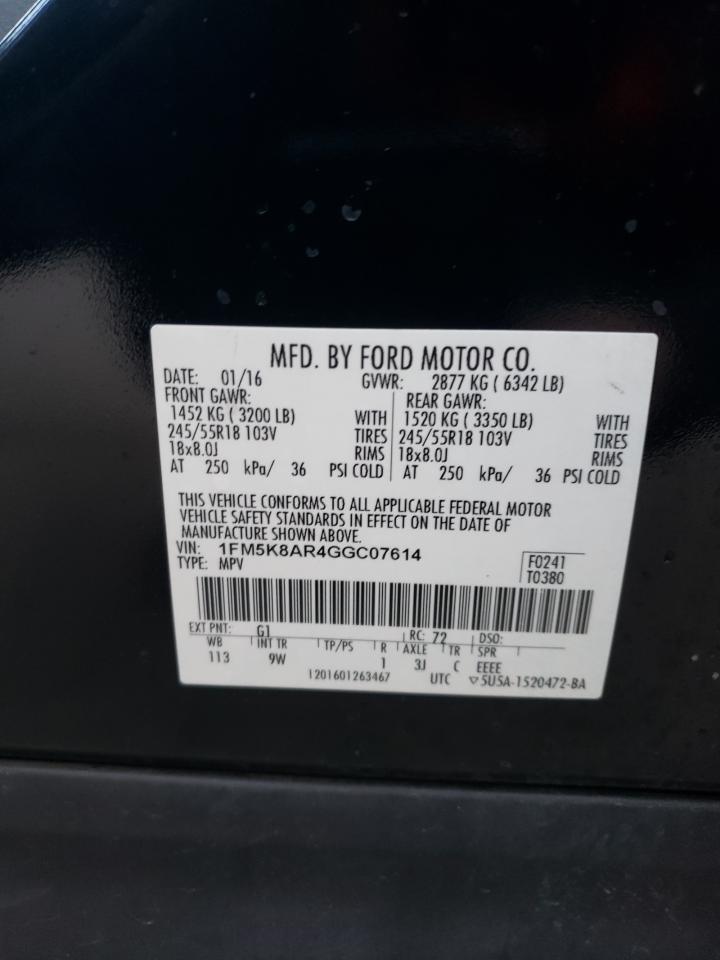 MFD. BY FORD MOTOR CO.
DATE: 01/16 GVWR: 2877 KG ( 6342 LB)
FRONT GAWR: REAR GAWR:
1452 KG ( 3200 LB) WITH 1520 KG ( 3350 LB) WITH
245/55R18 103V TIRES 245/55R18 103V TIRES
18x8.0J RIMS 18x8.0J RIMS
AT 250 kPa/ 36 PSI COLD AT 250 kPa/ 36 PSI COLD
THIS VEHICLE CONFORMS TO ALL APPLICABLE FEDERAL MOTOR
VEHICLE SAFETY STANDARDS IN EFFECT ON THE DATE OF
MANUFACTURE SHOWN ABOVE.
VIN: 1FM5K8AR4GGC07614 F0241
TYPE: MPV T0380
EXT PNT: G1 RC: 72 DSO:
WB INT TR TP/PS R AXLE TR SPR
113 9W 1 3J C EEEE
1201601263467 UTC ▽5U5A-1520472-BA